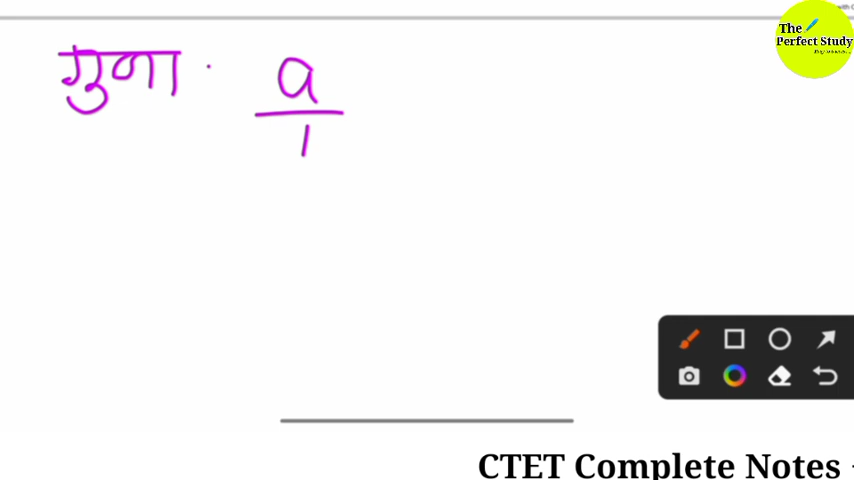 The
Perfect Study
गुना · a
1
CTET Complete Notes